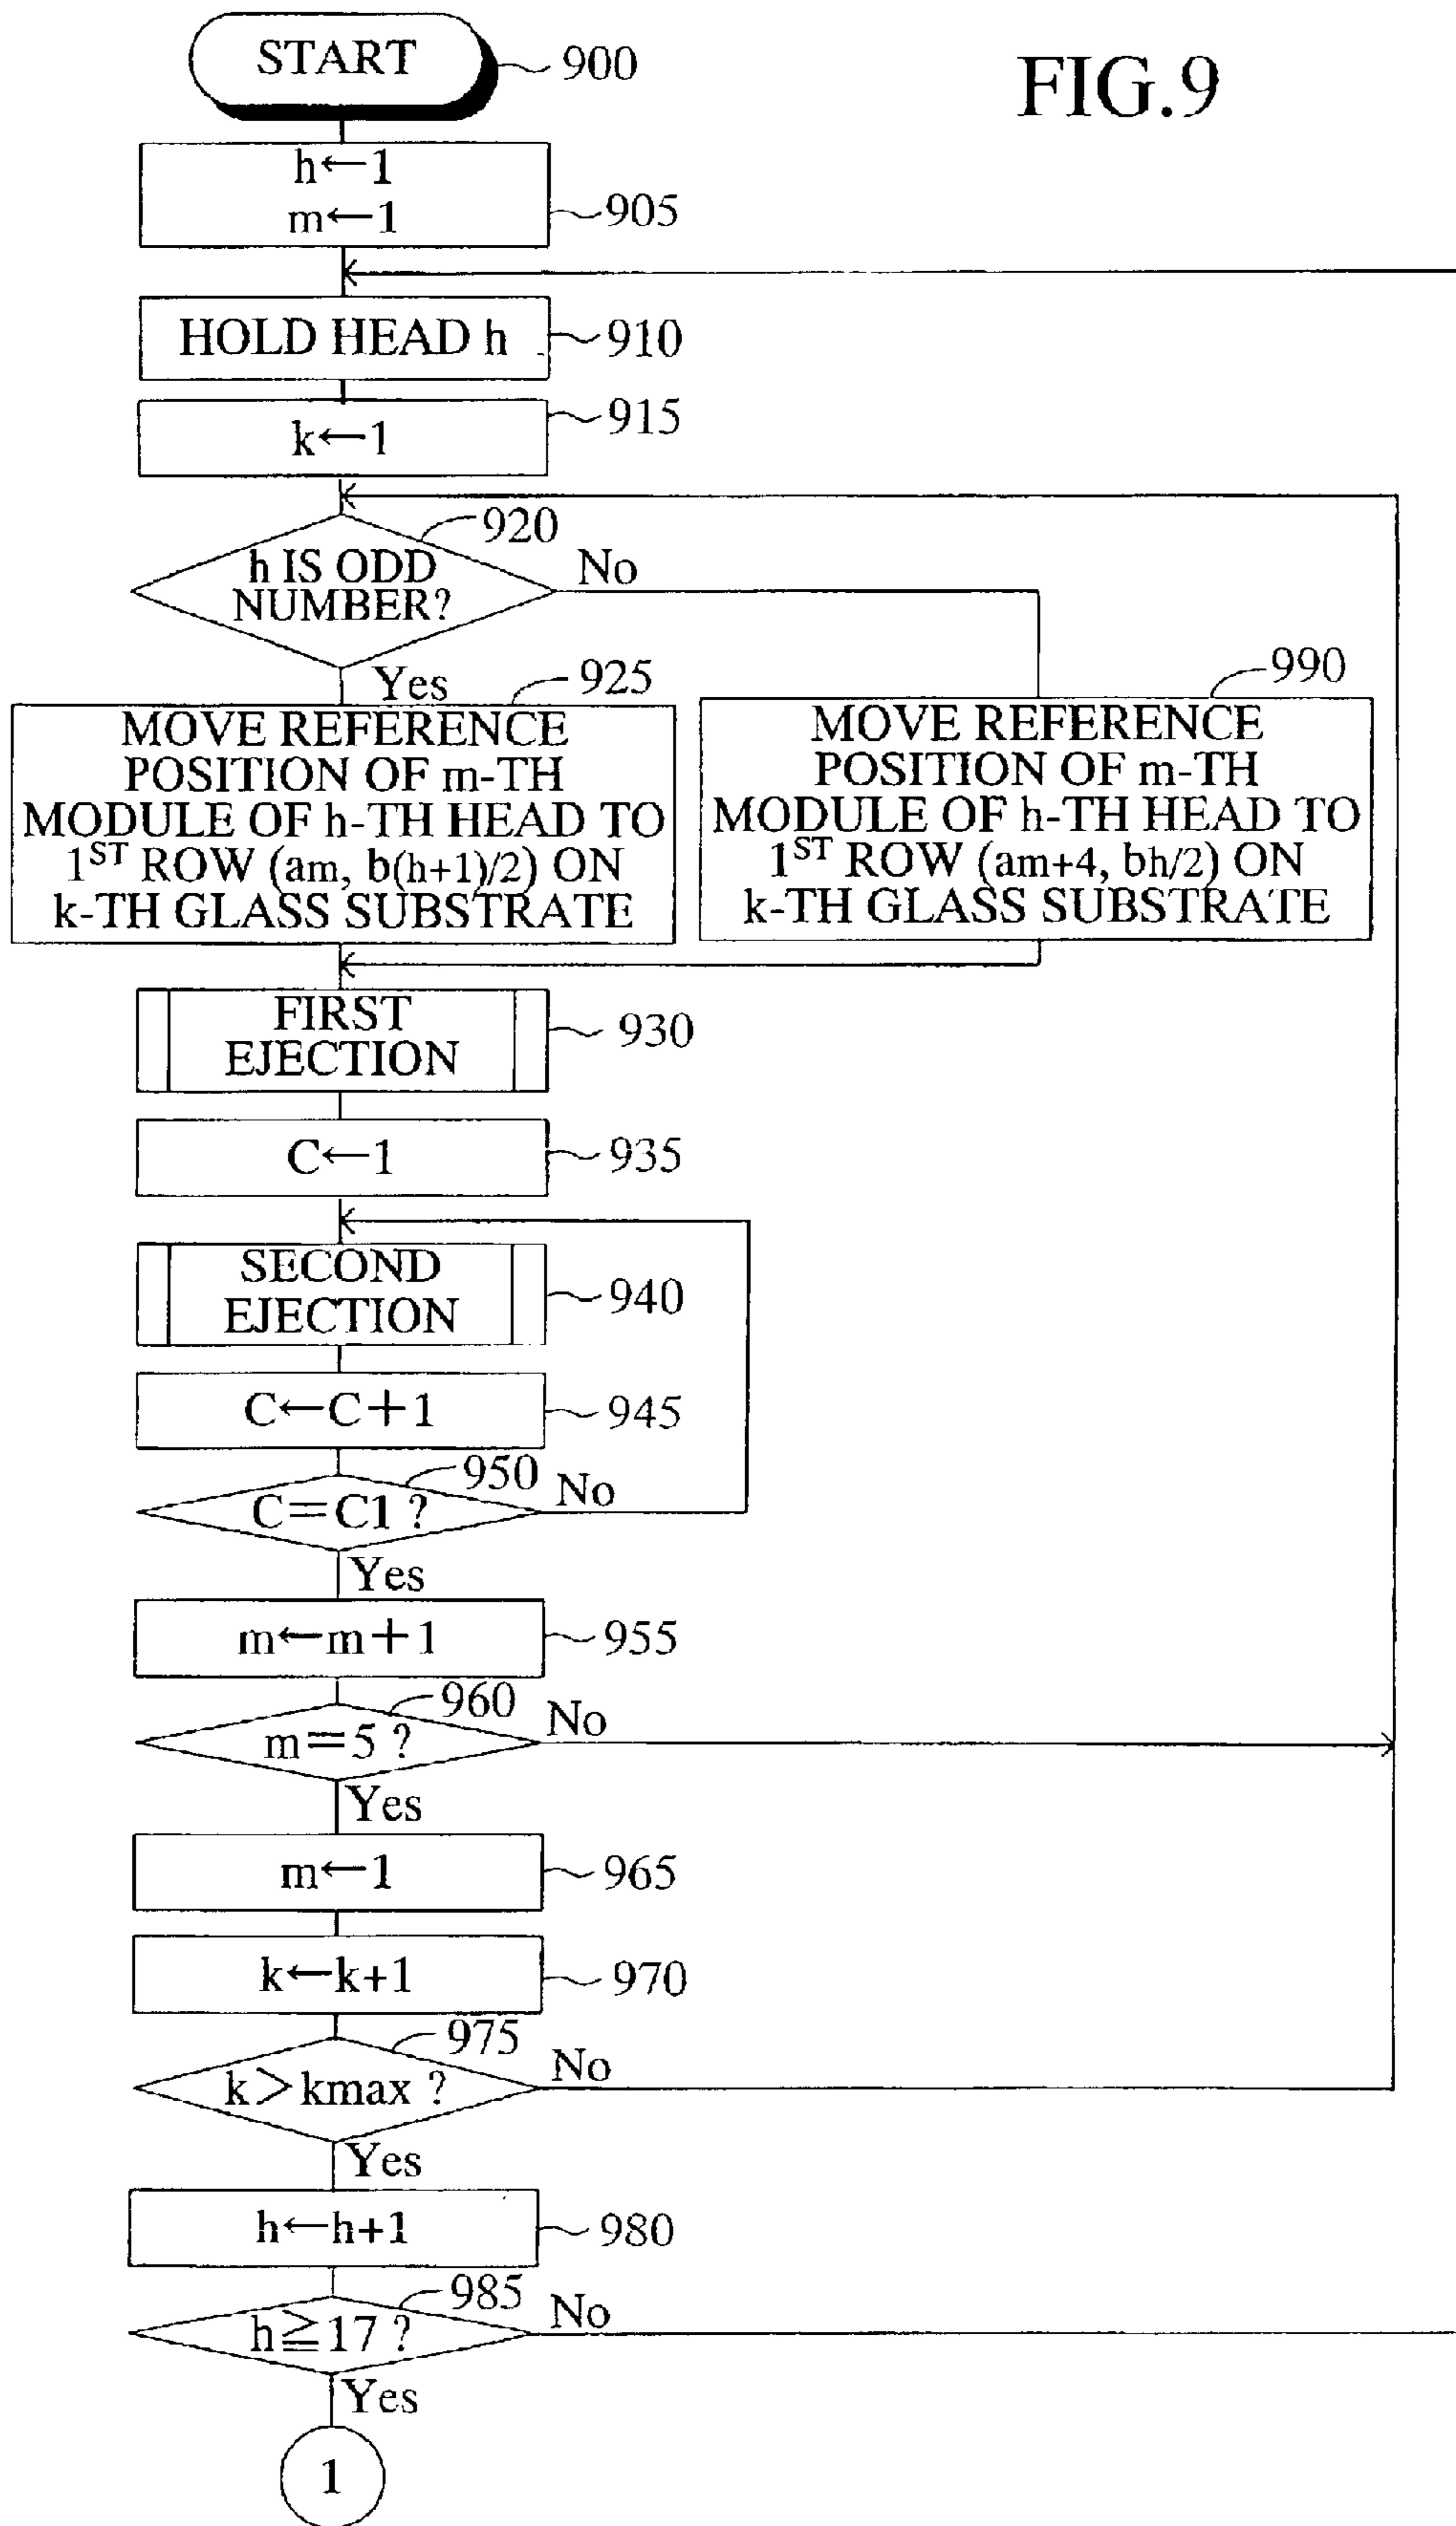 FIG.9
START
900
h←1
m←1
905
HOLD HEAD h
910
k←1
915
920
h IS ODD
NUMBER?
No
Yes
925
MOVE REFERENCE
POSITION OF m-TH
MODULE OF h-TH HEAD TO
1ST ROW (am, b(h+1)/2) ON
k-TH GLASS SUBSTRATE
990
MOVE REFERENCE
POSITION OF m-TH
MODULE OF h-TH HEAD TO
1ST ROW (am+4, bh/2) ON
k-TH GLASS SUBSTRATE
FIRST
EJECTION
930
C←1
935
SECOND
EJECTION
940
C←C+1
945
950
C=C1 ?
No
Yes
m←m+1
955
960
m=5 ?
No
Yes
m←1
965
k←k+1
970
975
k>kmax ?
No
Yes
h←h+1
980
985
h≧17 ?
No
Yes
1